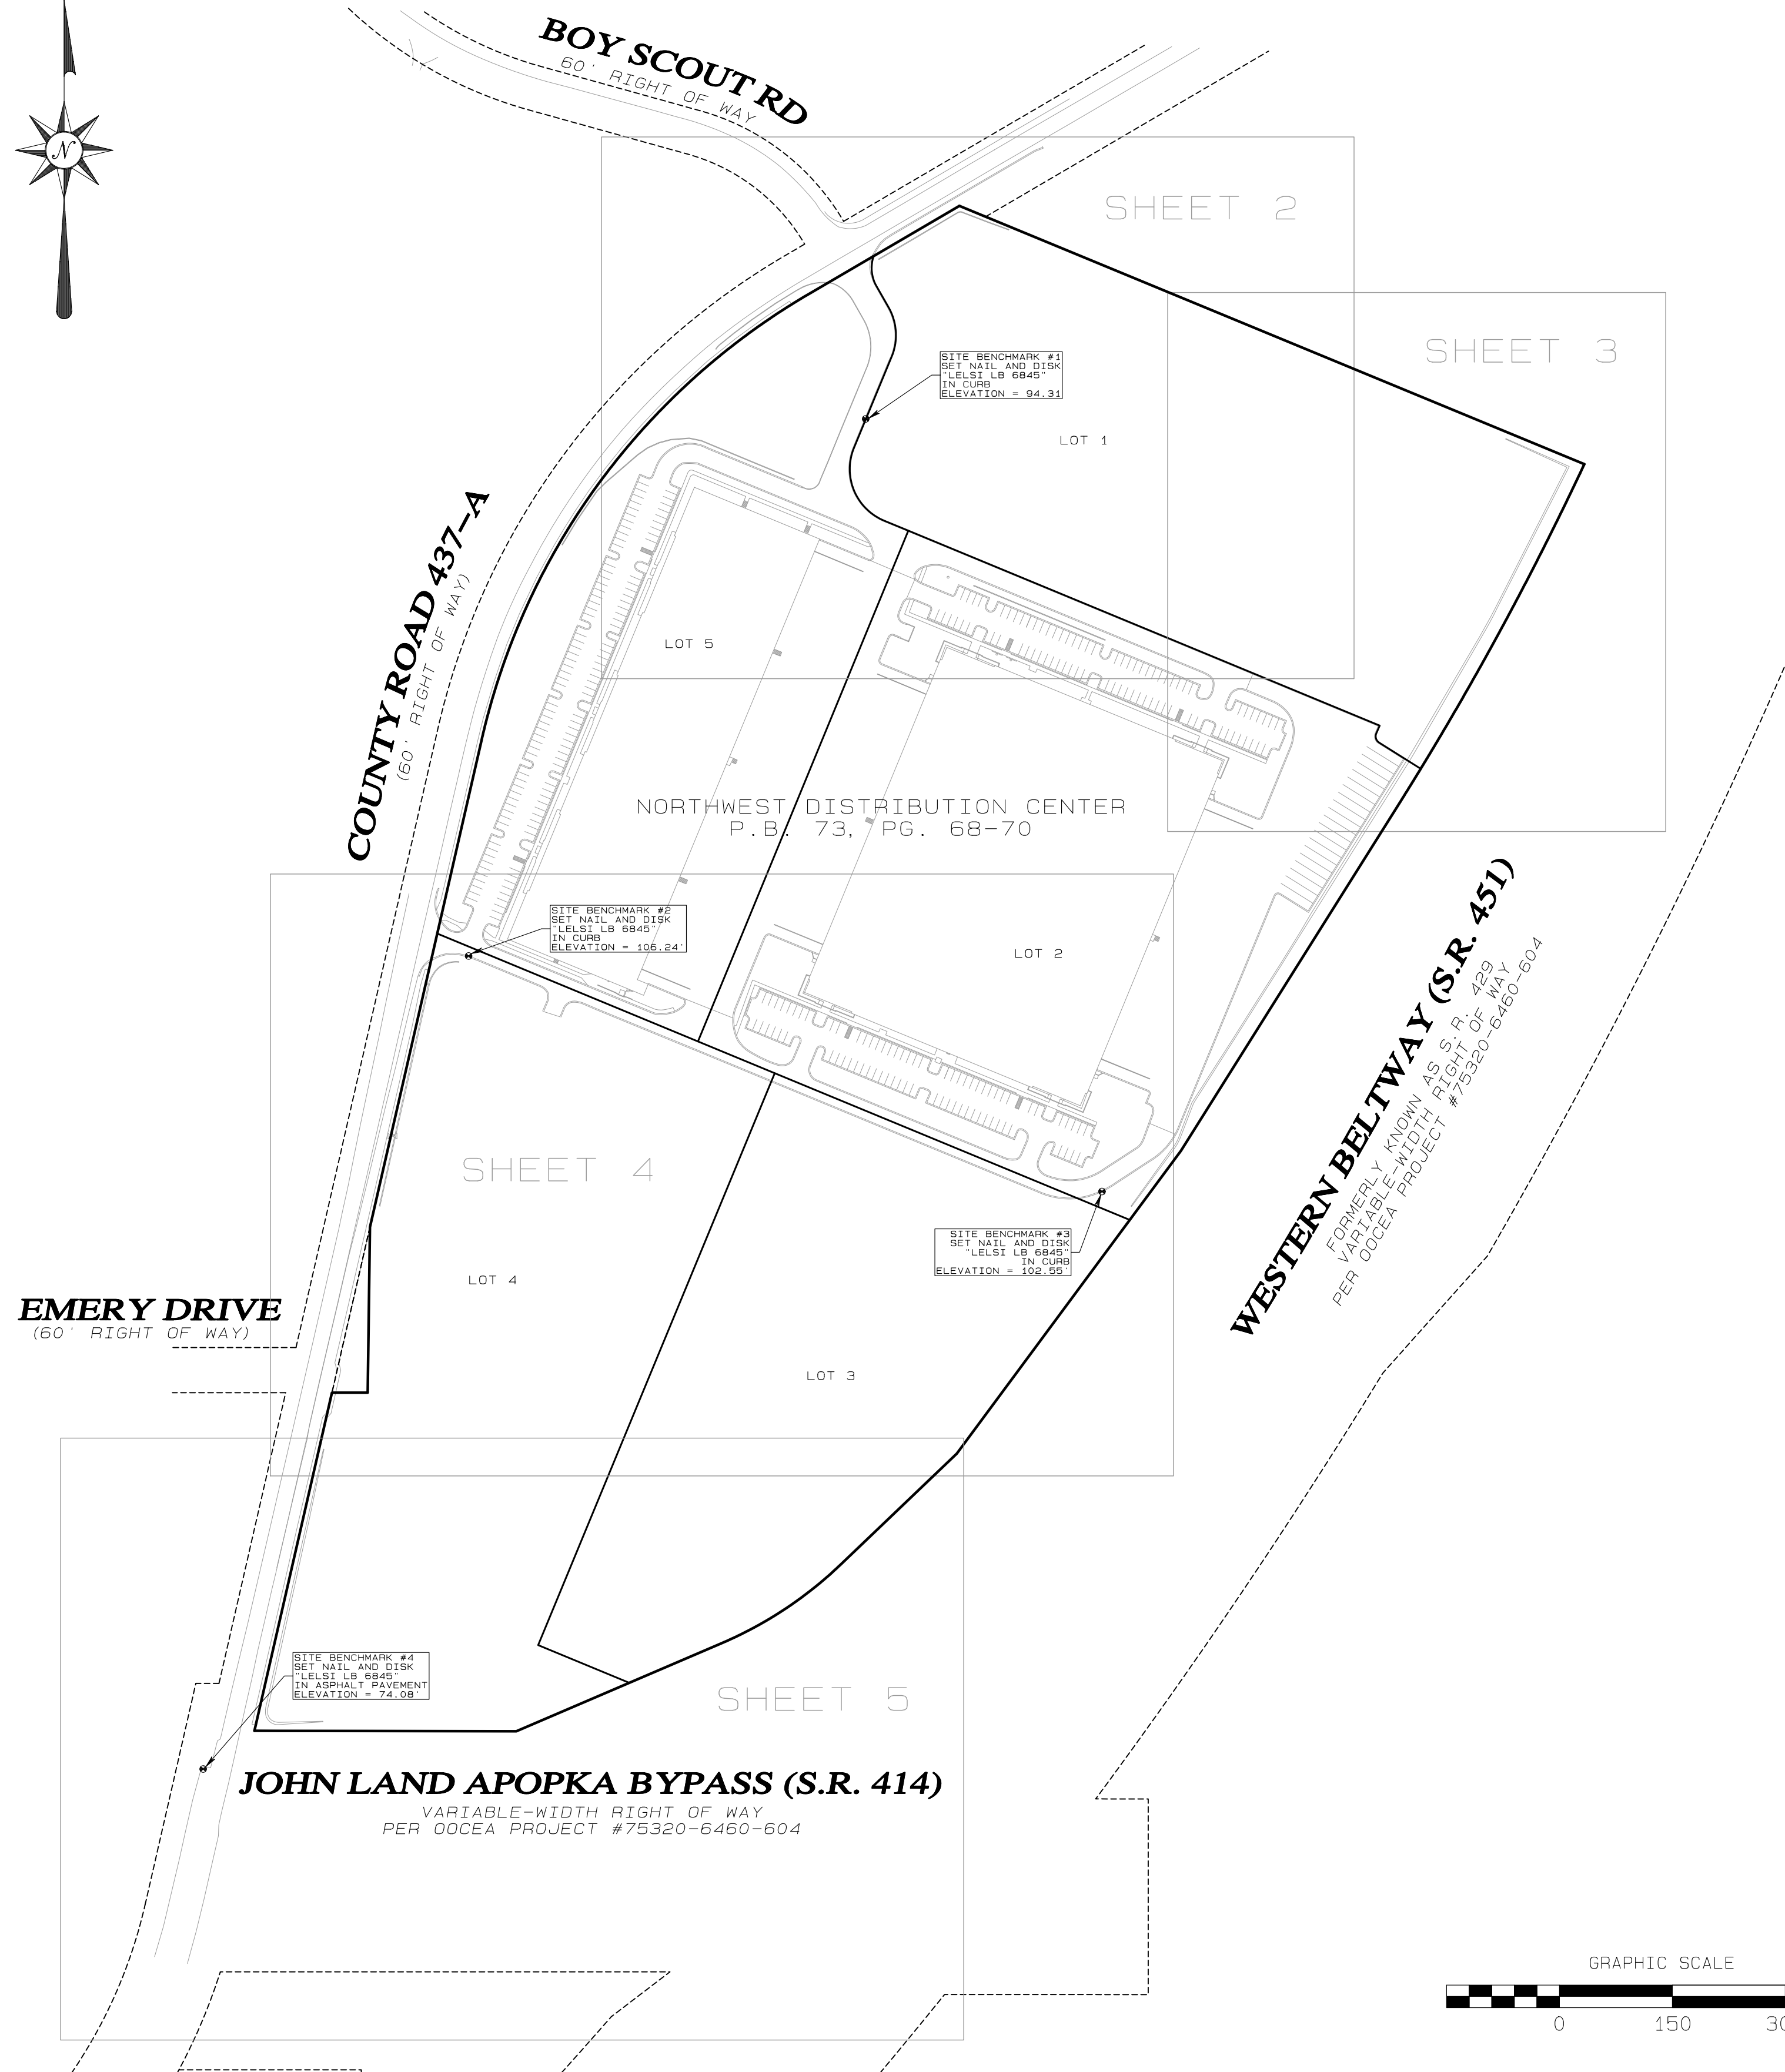 BOY SCOUT RD
60' RIGHT OF WAY
N
SHEET 2
SHEET 3
SITE BENCHMARK #1
SET NAIL AND DISK
"LELSI LB 6845"
IN CURB
ELEVATION = 94.31
LOT 1
COUNTY ROAD 437-A
(60' RIGHT OF WAY)
LOT 5
NORTHWEST DISTRIBUTION CENTER
P.B. 73, PG. 68-70
SITE BENCHMARK #2
SET NAIL AND DISK
"LELSI LB 6845"
IN CURB
ELEVATION = 106.24'
LOT 2
WESTERN BELTWAY (S.R. 451)
FORMERLY KNOWN AS S.R. 429
VARIABLE-WIDTH RIGHT OF WAY
PER OOCEA PROJECT #75320-6460-604
SHEET 4
SITE BENCHMARK #3
SET NAIL AND DISK
"LELSI LB 6845"
IN CURB
ELEVATION = 102.55'
LOT 4
EMERY DRIVE
(60' RIGHT OF WAY)
LOT 3
SITE BENCHMARK #4
SET NAIL AND DISK
"LELSI LB 6845"
IN ASPHALT PAVEMENT
ELEVATION = 74.08'
SHEET 5
JOHN LAND APOPKA BYPASS (S.R. 414)
VARIABLE-WIDTH RIGHT OF WAY
PER OOCEA PROJECT #75320-6460-604
GRAPHIC SCALE
0 150